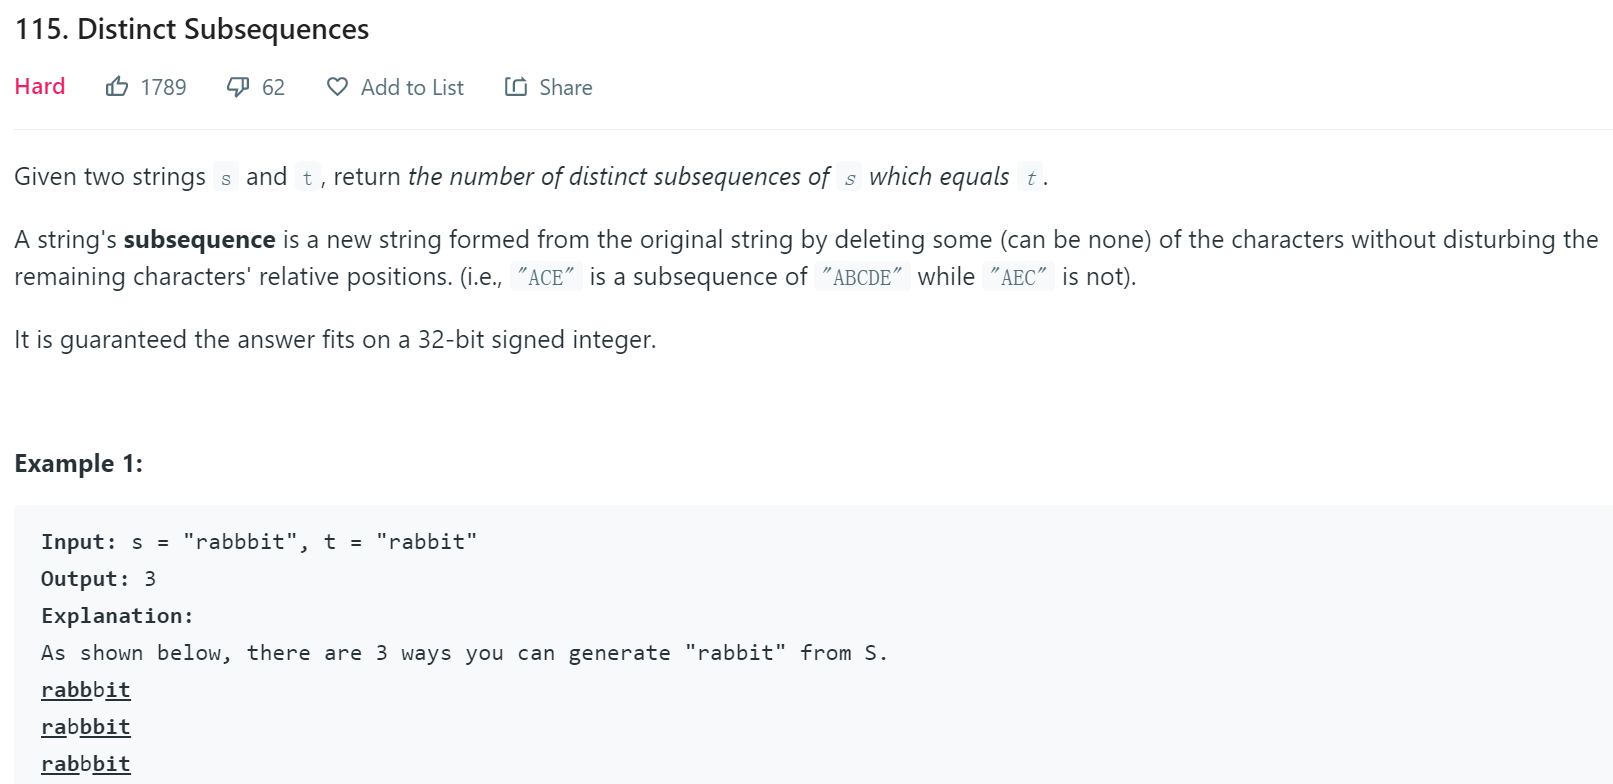 115. Distinct Subsequences
Hard 1789 62 Add to List Share
Given two strings s and t , return the number of distinct subsequences of s which equals t .
A string's subsequence is a new string formed from the original string by deleting some (can be none) of the characters without disturbing the
remaining characters' relative positions. (i.e., "ACE" is a subsequence of "ABCDE" while "AEC" is not).
It is guaranteed the answer fits on a 32-bit signed integer.
Example 1:
Input: s = "rabbbit", t = "rabbit"
Output: 3
Explanation:
As shown below, there are 3 ways you can generate "rabbit" from S.
rabbbit
rabbbit
rabbbit